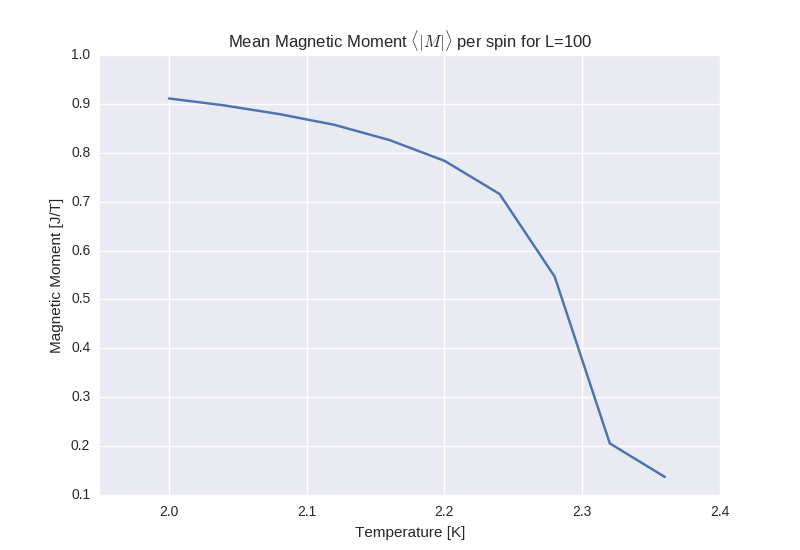 Mean Magnetic Moment ⟨|M|⟩ per spin for L=100
1.0
0.9
0.8
0.7
0.6
0.5
0.4
0.3
0.2
0.1
Magnetic Moment [J/T]
2.0 2.1 2.2 2.3 2.4
Temperature [K]